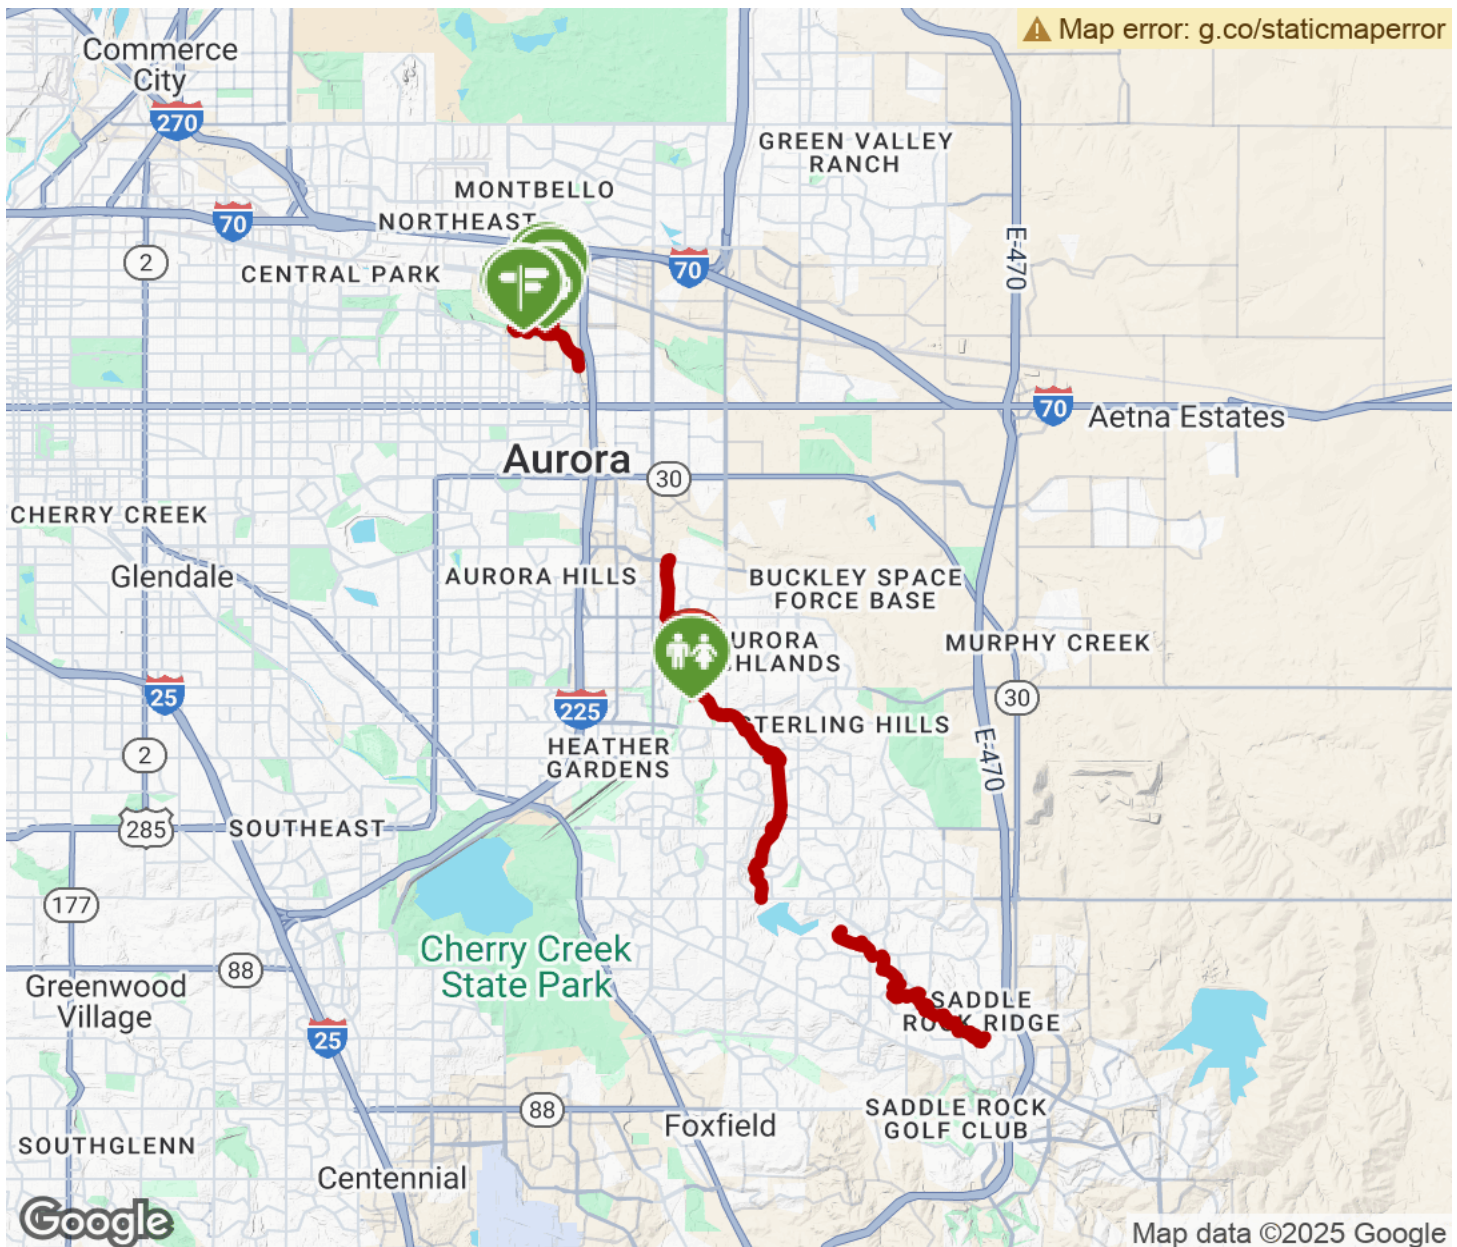 Map error: g.co/staticmaperror
Commerce
City
270
GREEN VALLEY
RANCH
MONTBELLO
NORTHEAST
70
2
CENTRAL PARK
70
E-470
70
Aetna Estates
Aurora
30
CHERRY CREEK
Glendale
AURORA HILLS
BUCKLEY SPACE
FORCE BASE
URORA
HLANDS
MURPHY CREEK
25
225
30
STERLING HILLS
2
HEATHER
GARDENS
E-470
285
SOUTHEAST
177
Cherry Creek
State Park
88
Greenwood
Village
SADDLE
ROCK RIDGE
25
88
SADDLE ROCK
GOLF CLUB
Foxfield
SOUTHGLENN
Centennial
Google
Map data ©2025 Google